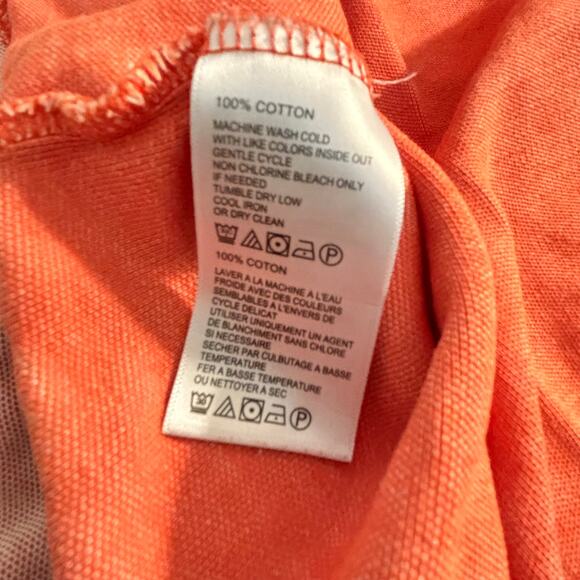 100% COTTON
MACHINE WASH COLD
WITH LIKE COLORS INSIDE OUT
GENTLE CYCLE
NON CHLORINE BLEACH ONLY
IF NEEDED
TUMBLE DRY LOW
COOL IRON
OR DRY CLEAN
P
100% COTON
LAVER A LA MACHINE A L'EAU
FROIDE AVEC DES COULEURS
SEMBLABLES A L'ENVERS DE
CYCLE DELICAT
UTILISER UNIQUEMENT UN AGENT
DE BLANCHIMENT SANS CHLORE
SI NECESSAIRE
SECHER PAR CULBUTAGE A BASSE
TEMPERATURE
FER A BASSE TEMPERATURE
OU NETTOYER A SEC
30 P